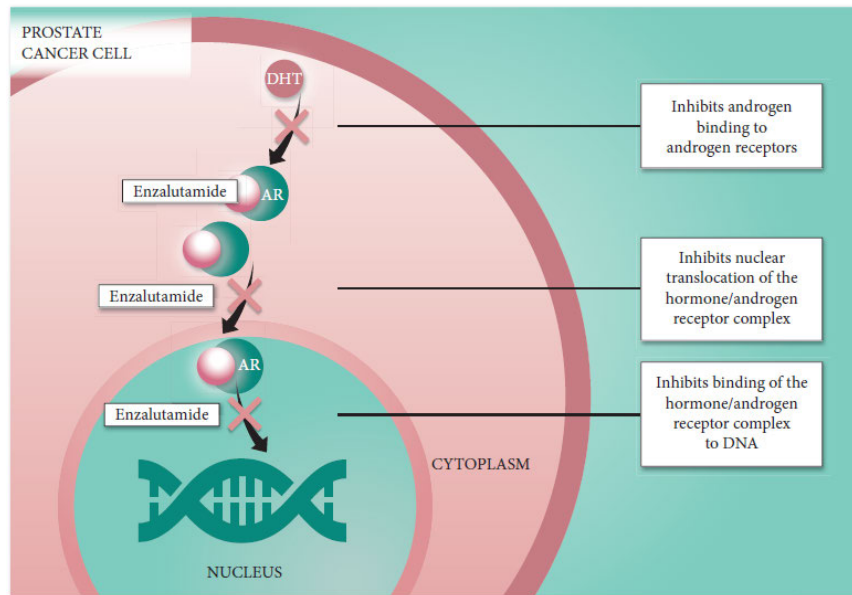 PROSTATE
CANCER CELL
DHT
Inhibits androgen
binding to
androgen receptors
Enzalutamide
AR
Inhibits nuclear
translocation of the
hormone/androgen
receptor complex
Enzalutamide
AR
Inhibits binding of the
hormone/androgen
receptor complex
to DNA
Enzalutamide
CYTOPLASM
NUCLEUS